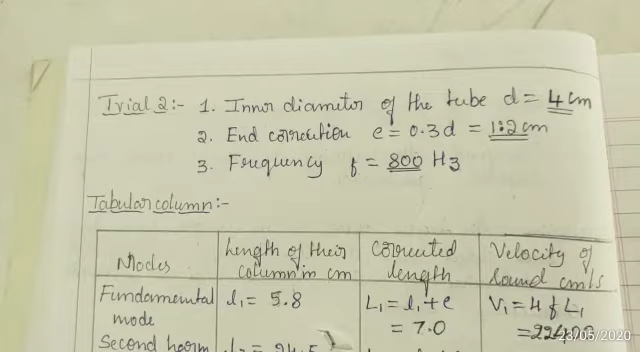 Trial 2:- 1. Inner diameter of the tube d = 4 cm
2. End correction e = 0.3d = 1.2 cm
3. Frequency f = 800 Hz
Tabular column:-
Modes
Length of their column in cm
Corrected length
Velocity of sound cm/s
Fundamental mode
l₁ = 5.8
L₁ = l₁ + e
= 7.0
V₁ = 4 f L₁
= 22400
Second harm
23/05/2020